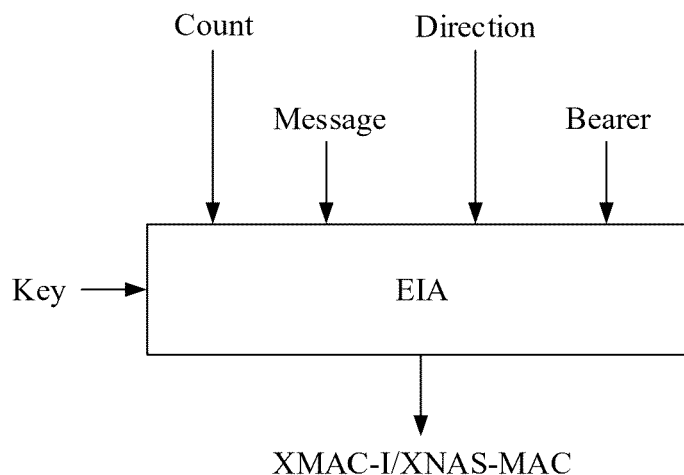 Count
Direction
Message
Bearer
Key
EIA
XMAC-I/XNAS-MAC